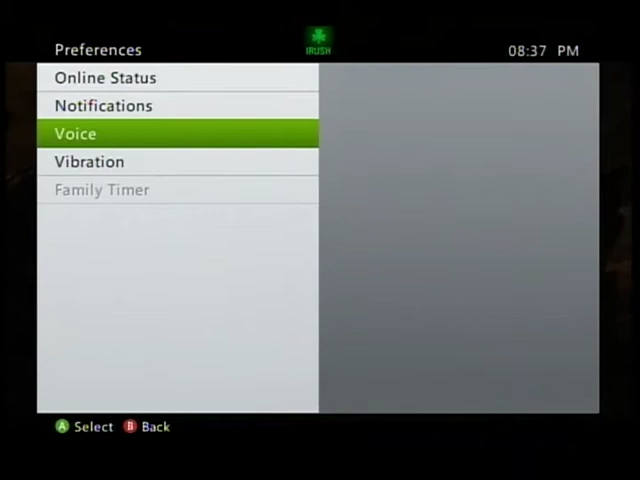 Preferences
IRUSH
08:37 PM
Online Status
Notifications
Voice
Vibration
Family Timer
A Select B Back